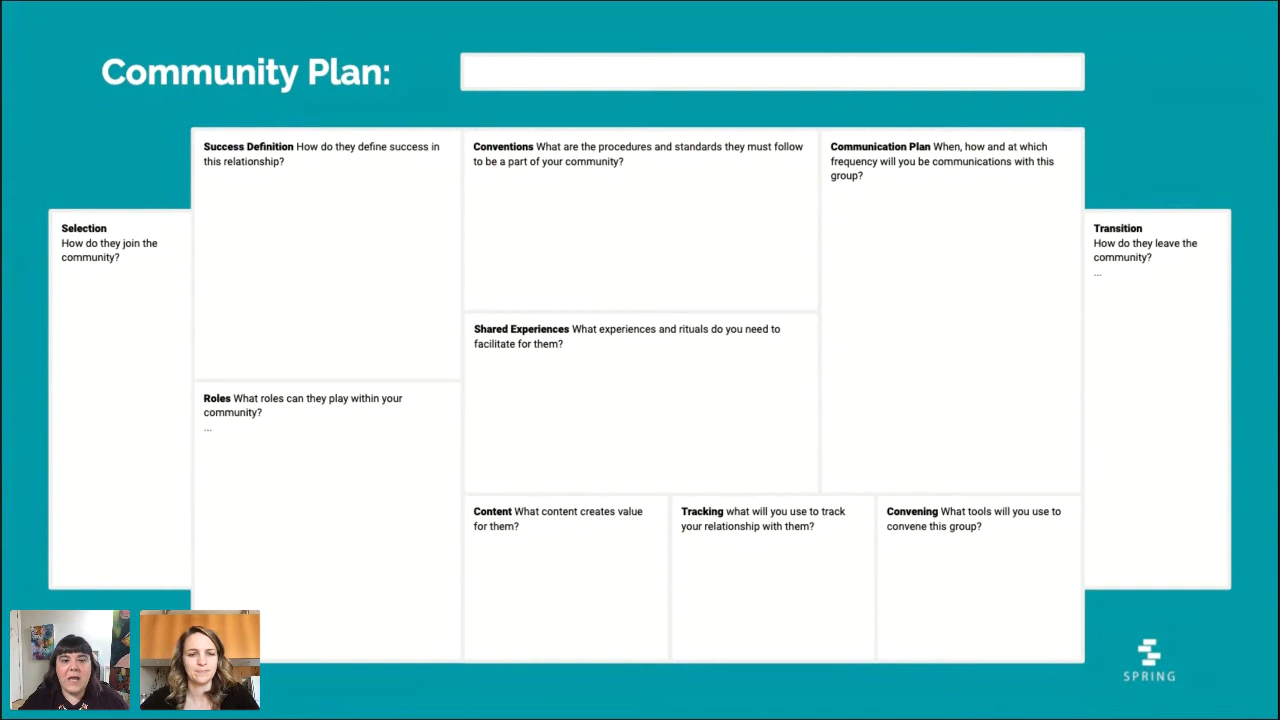 Community Plan:
Success Definition How do they define success in
this relationship?
Conventions What are the procedures and standards they must follow
to be a part of your community?
Communication Plan When, how and at which
frequency will you be communications with this
group?
Selection
How do they join the
community?
Transition
How do they leave the
community?
...
Shared Experiences What experiences and rituals do you need to
facilitate for them?
Roles What roles can they play within your
community?
...
Content What content creates value
for them?
Tracking what will you use to track
your relationship with them?
Convening What tools will you use to
convene this group?
SPRING